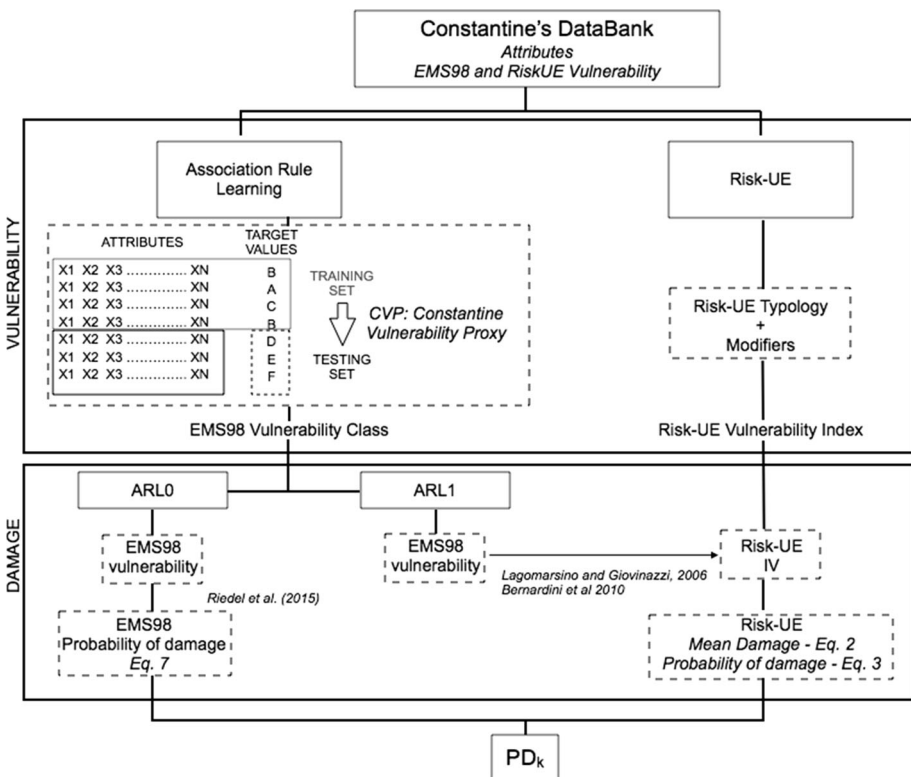 Constantine's DataBank
Attributes
EMS98 and RiskUE Vulnerability
VULNERABILITY
Association Rule
Learning
Risk-UE
ATTRIBUTES
TARGET
VALUES
X1 X2 X3 .............. XN B
X1 X2 X3 .............. XN A
X1 X2 X3 .............. XN C
X1 X2 X3 .............. XN B
X1 X2 X3 .............. XN D
X1 X2 X3 .............. XN E
X1 X2 X3 .............. XN F
TRAINING
SET
CVP: Constantine
Vulnerability Proxy
TESTING
SET
Risk-UE Typology
+
Modifiers
EMS98 Vulnerability Class
Risk-UE Vulnerability Index
DAMAGE
ARL0
ARL1
EMS98
vulnerability
EMS98
vulnerability
Risk-UE
IV
Lagomarsino and Giovinazzi, 2006
Bernardini et al 2010
Riedel et al. (2015)
EMS98
Probability of damage
Eq. 7
Risk-UE
Mean Damage - Eq. 2
Probability of damage - Eq. 3
PDk